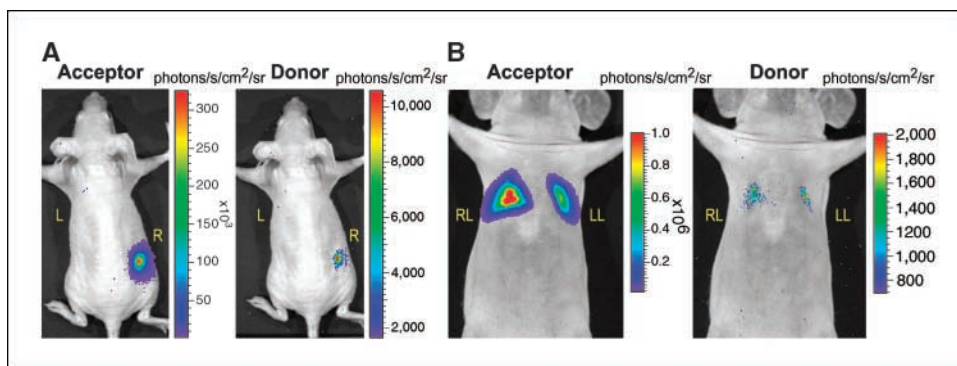 A
Acceptor photons/s/cm²/sr
Donor photons/s/cm²/sr
L
R
300
250
200
150
100
50
x10³
L
R
10,000
8,000
6,000
4,000
2,000
B
Acceptor photons/s/cm²/sr
Donor photons/s/cm²/sr
RL
LL
1.0
0.8
0.6
0.4
0.2
x10⁶
RL
LL
2,000
1,800
1,600
1,400
1,200
1,000
800